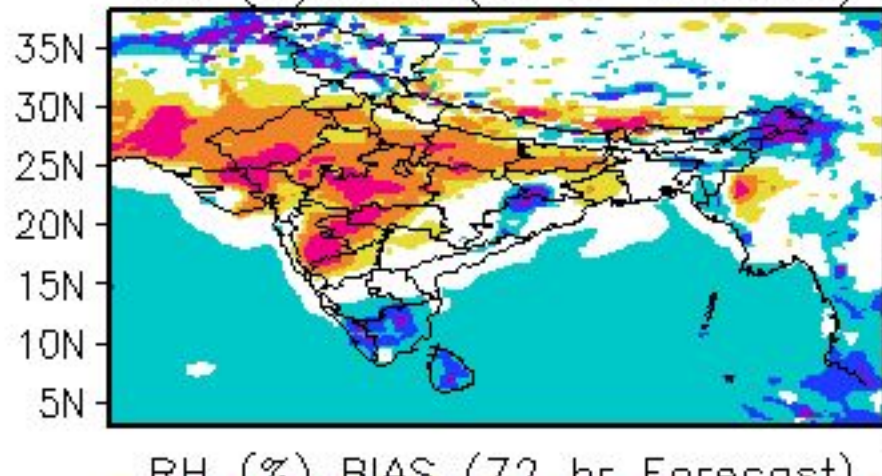 35N
30N
25N
20N
15N
10N
5N
RH (%) BIAS (72 hr Forecast)